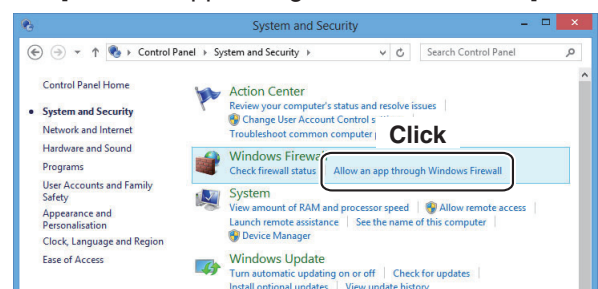 System and Security
Control Panel ▸ System and Security ▸
Search Control Panel
Control Panel Home
System and Security
Network and Internet
Hardware and Sound
Programs
User Accounts and Family
Safety
Appearance and
Personalisation
Clock, Language and Region
Ease of Access
Action Center
Review your computer's status and resolve issues
Change User Account Control s
Troubleshoot common computer
Click
Windows Firewall
Check firewall status
Allow an app through Windows Firewall
System
View amount of RAM and processor speed
Allow remote access
Launch remote assistance
See the name of this computer
Device Manager
Windows Update
Turn automatic updating on or off
Check for updates
Install optional updates
View update history